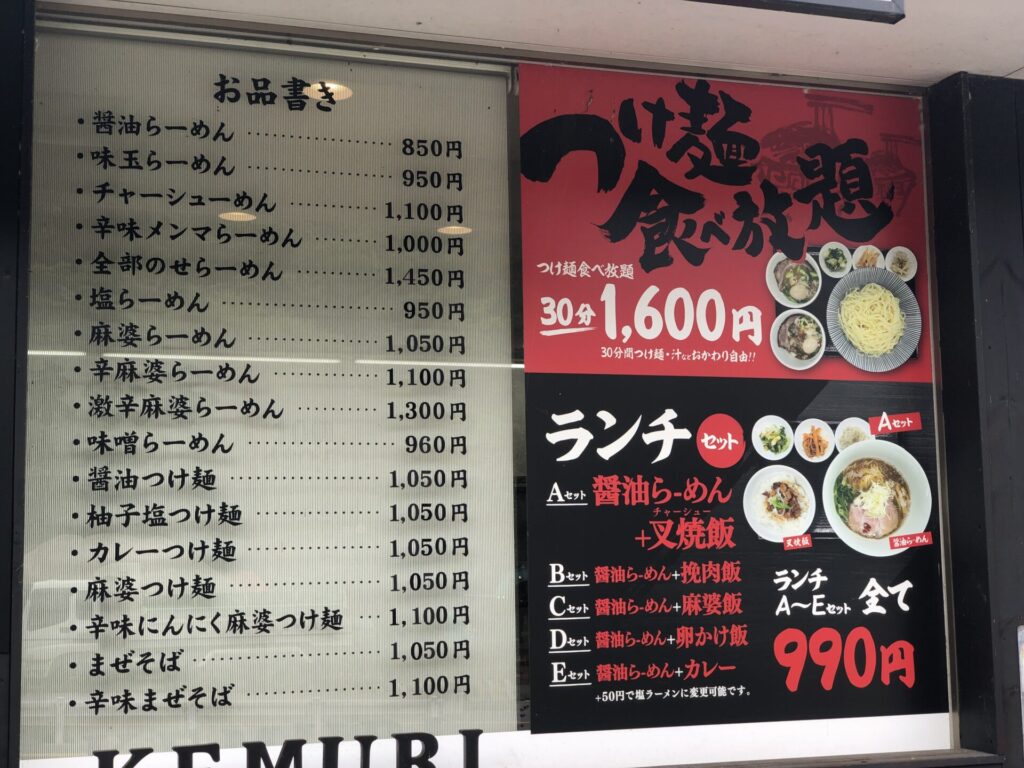 お品書き
・醤油らーめん 850円
・味玉らーめん 950円
・チャーシューめん 1,100円
・辛味メンマらーめん 1,000円
・全部のせらーめん 1,450円
・塩らーめん 950円
・麻婆らーめん 1,050円
・辛麻婆らーめん 1,100円
・激辛麻婆らーめん 1,300円
・味噌らーめん 960円
・醤油つけ麺 1,050円
・柚子塩つけ麺 1,050円
・カレーつけ麺 1,050円
・麻婆つけ麺 1,050円
・辛味にんにく麻婆つけ麺 1,100円
・まぜそば 1,050円
・辛味まぜそば 1,100円
KEMURI
つけ麺
食べ放題
つけ麺食べ放題
30分 1,600円
30分間つけ麺・汁などおかわり自由!!
ランチ セット
Aセット 醤油らーめん
チャーシュー
+叉焼飯
Bセット 醤油らーめん+挽肉飯
Cセット 醤油らーめん+麻婆飯
Dセット 醤油らーめん+卵かけ飯
Eセット 醤油らーめん+カレー
+50円で塩ラーメンに変更可能です。
Aセット
叉焼飯
醤油らーめん
ランチ
A〜Eセット 全て
990円